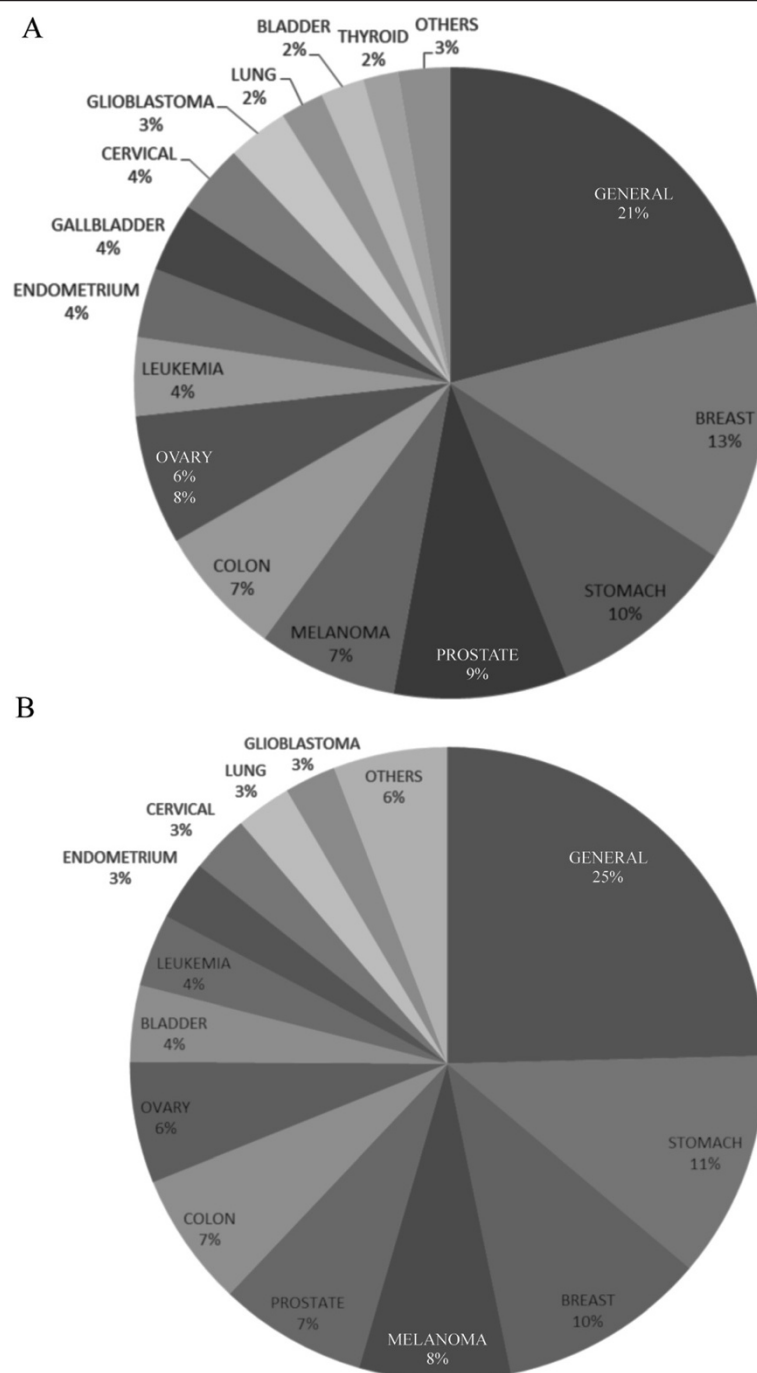 A
BLADDER
2%
THYROID
2%
OTHERS
3%
LUNG
2%
GLIOBLASTOMA
3%
CERVICAL
4%
GALLBLADDER
4%
ENDOMETRIUM
4%
LEUKEMIA
4%
OVARY
6%
8%
COLON
7%
MELANOMA
7%
PROSTATE
9%
STOMACH
10%
BREAST
13%
GENERAL
21%
B
GLIOBLASTOMA
3%
LUNG
3%
CERVICAL
3%
ENDOMETRIUM
3%
OTHERS
6%
GENERAL
25%
LEUKEMIA
4%
BLADDER
4%
OVARY
6%
COLON
7%
PROSTATE
7%
MELANOMA
8%
BREAST
10%
STOMACH
11%